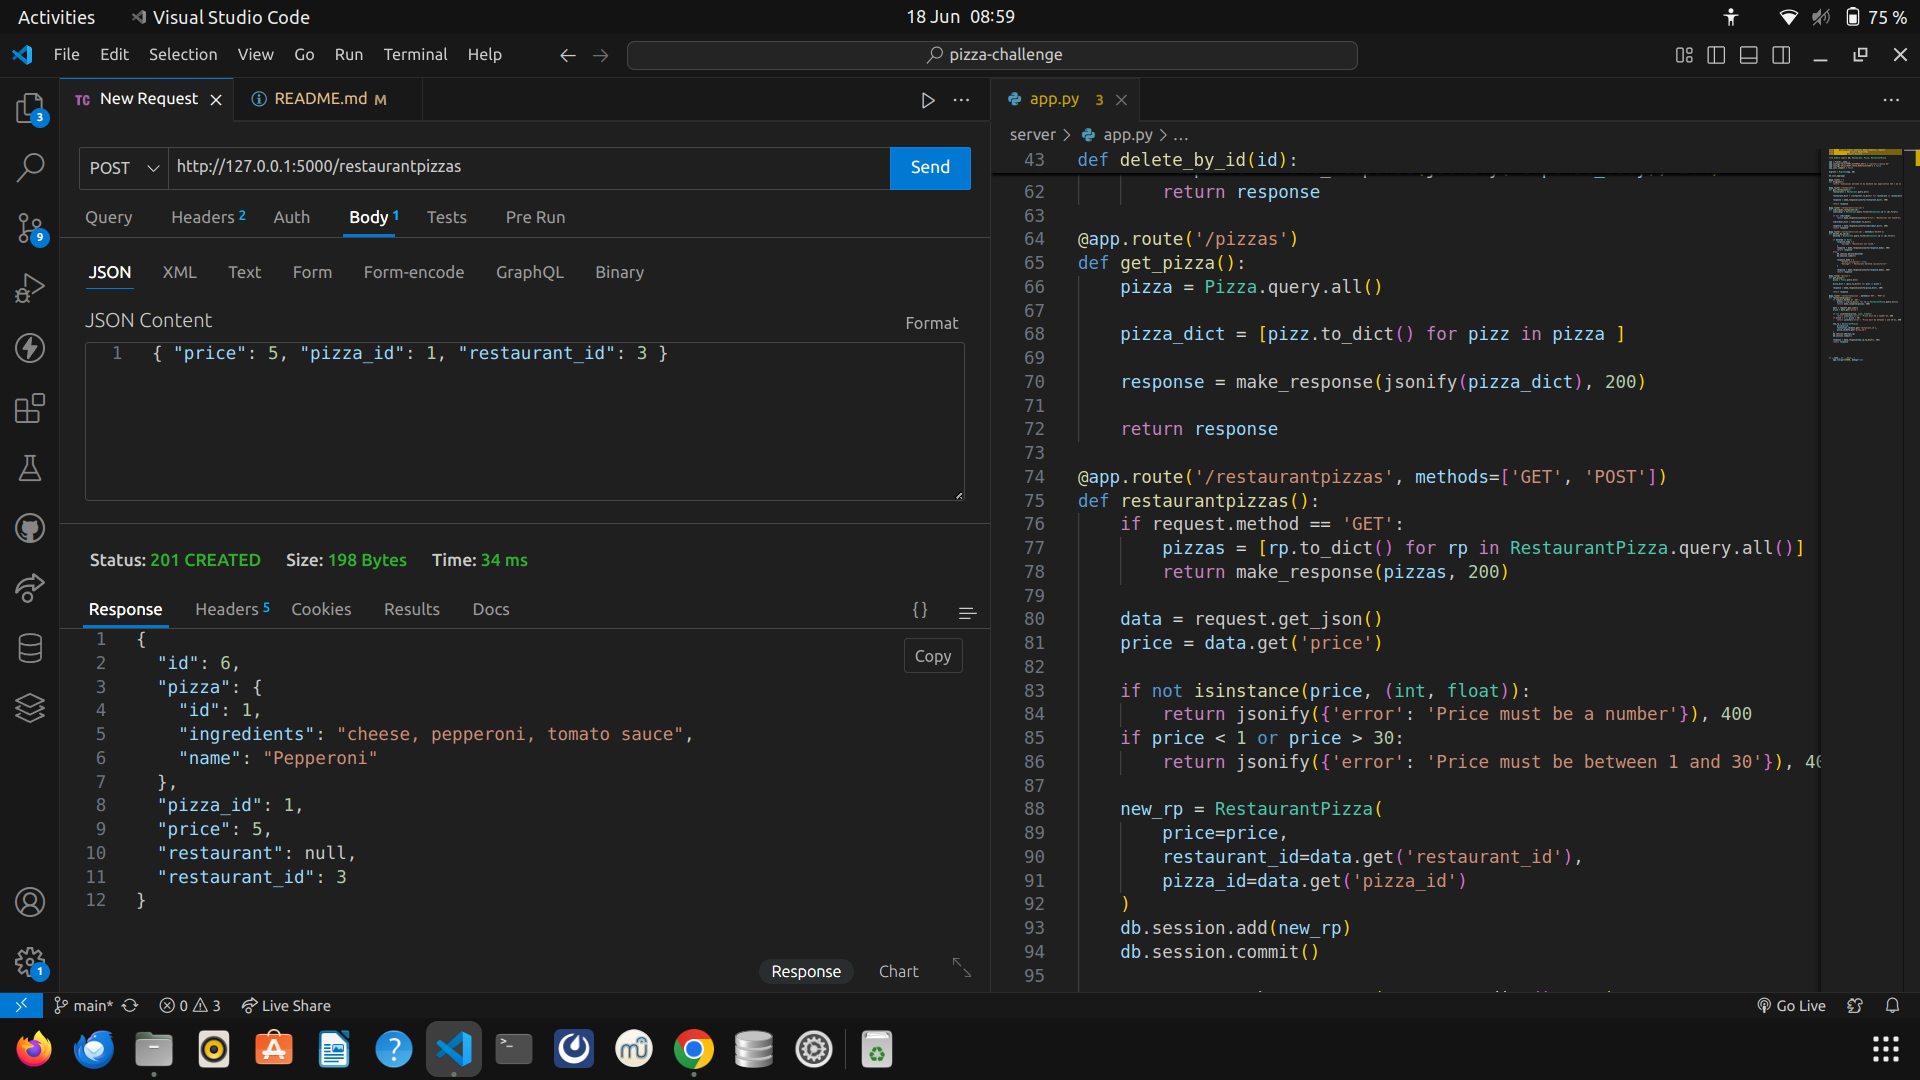 Activities
Visual Studio Code
18 Jun 08:59
75 %
File Edit Selection View Go Run Terminal Help
pizza-challenge
TC New Request
README.md M
app.py 3
server > app.py > ...
POST
http://127.0.0.1:5000/restaurantpizzas
Send
Query Headers 2 Auth Body 1 Tests Pre Run
JSON XML Text Form Form-encode GraphQL Binary
JSON Content
Format
1 { "price": 5, "pizza_id": 1, "restaurant_id": 3 }
Status: 201 CREATED Size: 198 Bytes Time: 34 ms
Response Headers 5 Cookies Results Docs
{}
Copy
1 {
2 "id": 6,
3 "pizza": {
4 "id": 1,
5 "ingredients": "cheese, pepperoni, tomato sauce",
6 "name": "Pepperoni"
7 },
8 "pizza_id": 1,
9 "price": 5,
10 "restaurant": null,
11 "restaurant_id": 3
12 }
Response Chart
43 def delete_by_id(id):
62 return response
63
64 @app.route('/pizzas')
65 def get_pizza():
66 pizza = Pizza.query.all()
67
68 pizza_dict = [pizz.to_dict() for pizz in pizza ]
69
70 response = make_response(jsonify(pizza_dict), 200)
71
72 return response
73
74 @app.route('/restaurantpizzas', methods=['GET', 'POST'])
75 def restaurantpizzas():
76 if request.method == 'GET':
77 pizzas = [rp.to_dict() for rp in RestaurantPizza.query.all()]
78 return make_response(pizzas, 200)
79
80 data = request.get_json()
81 price = data.get('price')
82
83 if not isinstance(price, (int, float)):
84 return jsonify({'error': 'Price must be a number'}), 400
85 if price < 1 or price > 30:
86 return jsonify({'error': 'Price must be between 1 and 30'}), 40
87
88 new_rp = RestaurantPizza(
89 price=price,
90 restaurant_id=data.get('restaurant_id'),
91 pizza_id=data.get('pizza_id')
92 )
93 db.session.add(new_rp)
94 db.session.commit()
95
3
9
1
main* 0 3 Live Share
Go Live